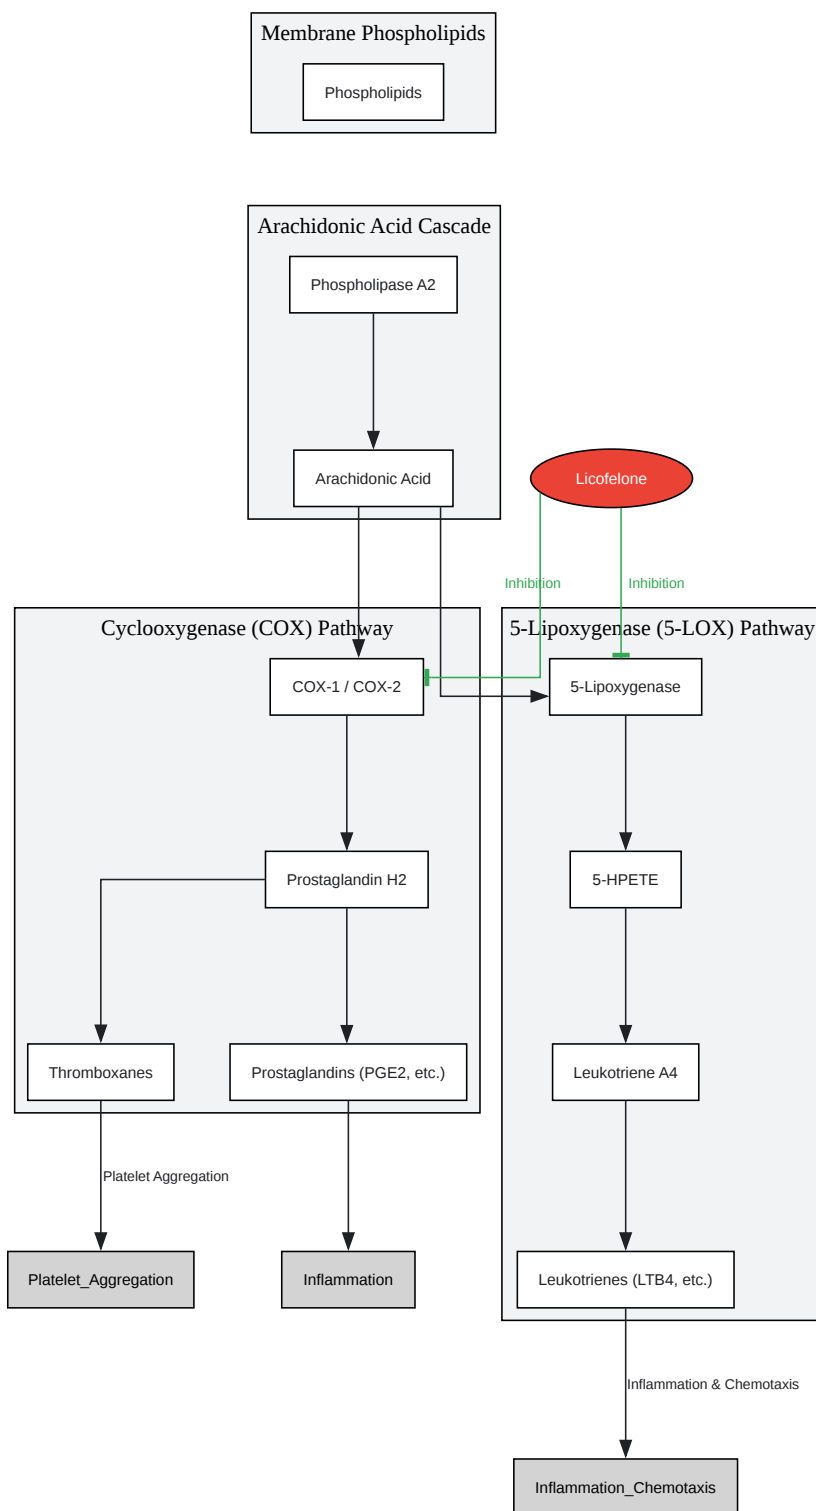 Membrane Phospholipids
Phospholipids
Arachidonic Acid Cascade
Phospholipase A2
Arachidonic Acid
Licofelone
Inhibition
Inhibition
Cyclooxygenase (COX) Pathway
5-Lipoxygenase (5-LOX) Pathway
COX-1 / COX-2
5-Lipoxygenase
Prostaglandin H2
5-HPETE
Thromboxanes
Prostaglandins (PGE2, etc.)
Leukotriene A4
Platelet Aggregation
Platelet_Aggregation
Inflammation
Leukotrienes (LTB4, etc.)
Inflammation & Chemotaxis
Inflammation_Chemotaxis